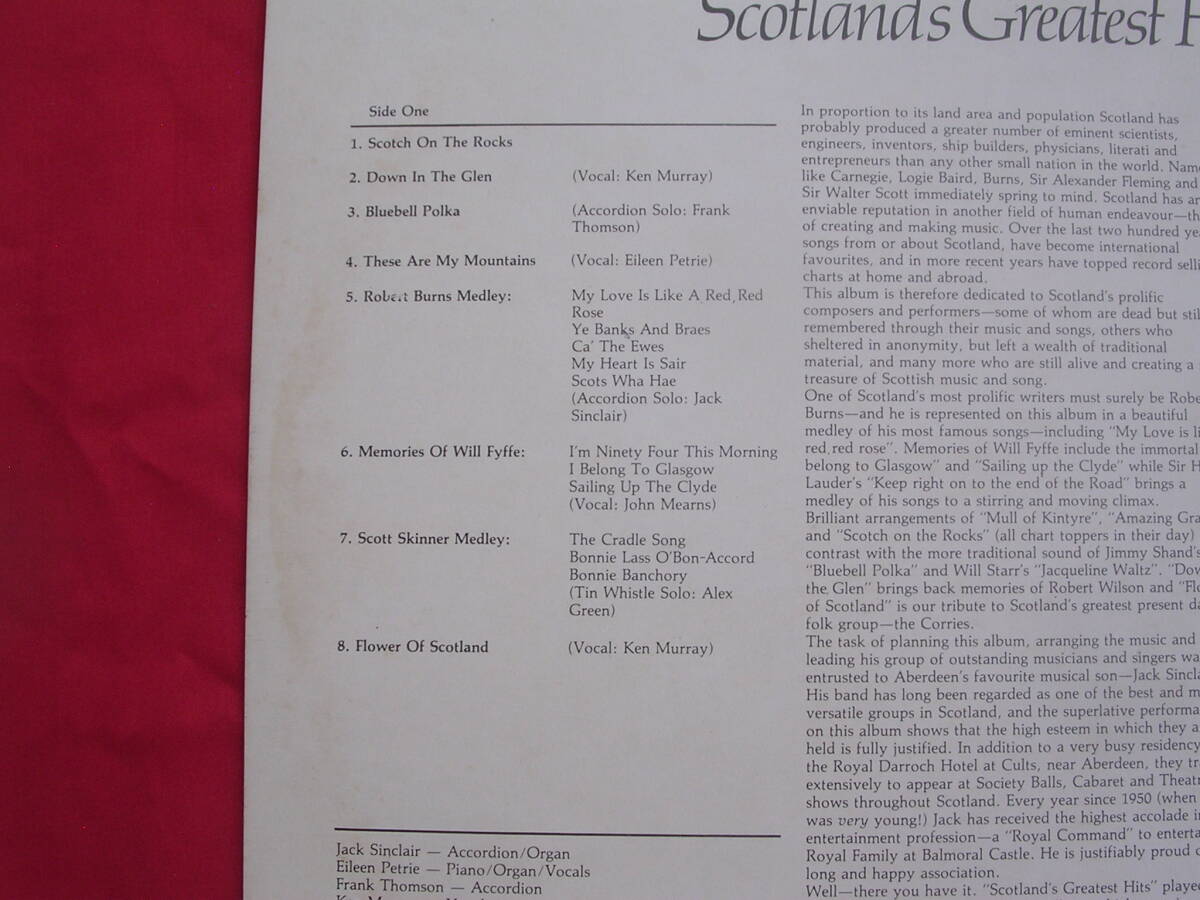 Scotland's Greatest
Side One
1. Scotch On The Rocks
2. Down In The Glen (Vocal: Ken Murray)
3. Bluebell Polka (Accordion Solo: Frank
Thomson)
4. These Are My Mountains (Vocal: Eileen Petrie)
5. Robert Burns Medley: My Love Is Like A Red, Red
Rose
Ye Banks And Braes
Ca' The Ewes
My Heart Is Sair
Scots Wha Hae
(Accordion Solo: Jack
Sinclair)
6. Memories Of Will Fyffe: I'm Ninety Four This Morning
I Belong To Glasgow
Sailing Up The Clyde
(Vocal: John Mearns)
7. Scott Skinner Medley: The Cradle Song
Bonnie Lass O'Bon-Accord
Bonnie Banchory
(Tin Whistle Solo: Alex
Green)
8. Flower Of Scotland (Vocal: Ken Murray)
Jack Sinclair — Accordion/Organ
Eileen Petrie — Piano/Organ/Vocals
Frank Thomson — Accordion
In proportion to its land area and population Scotland has
probably produced a greater number of eminent scientists,
engineers, inventors, ship builders, physicians, literati and
entrepreneurs than any other small nation in the world. Name
like Carnegie, Logie Baird, Burns, Sir Alexander Fleming and
Sir Walter Scott immediately spring to mind. Scotland has an
enviable reputation in another field of human endeavour—th
of creating and making music. Over the last two hundred ye
songs from or about Scotland, have become international
favourites, and in more recent years have topped record selli
charts at home and abroad.
This album is therefore dedicated to Scotland's prolific
composers and performers—some of whom are dead but stil
remembered through their music and songs, others who
sheltered in anonymity, but left a wealth of traditional
material, and many more who are still alive and creating a
treasure of Scottish music and song.
One of Scotland's most prolific writers must surely be Robe
Burns—and he is represented on this album in a beautiful
medley of his most famous songs—including "My Love is li
red, red rose". Memories of Will Fyffe include the immortal
belong to Glasgow" and "Sailing up the Clyde" while Sir H
Lauder's "Keep right on to the end of the Road" brings a
medley of his songs to a stirring and moving climax.
Brilliant arrangements of "Mull of Kintyre", "Amazing Gra
and "Scotch on the Rocks" (all chart toppers in their day)
contrast with the more traditional sound of Jimmy Shand's
"Bluebell Polka" and Will Starr's "Jacqueline Waltz". "Dow
the Glen" brings back memories of Robert Wilson and "Flo
of Scotland" is our tribute to Scotland's greatest present da
folk group—the Corries.
The task of planning this album, arranging the music and
leading his group of outstanding musicians and singers wa
entrusted to Aberdeen's favourite musical son—Jack Sincla
His band has long been regarded as one of the best and m
versatile groups in Scotland, and the superlative performa
on this album shows that the high esteem in which they a
held is fully justified. In addition to a very busy residency
the Royal Darroch Hotel at Cults, near Aberdeen, they tr
extensively to appear at Society Balls, Cabaret and Theatr
shows throughout Scotland. Every year since 1950 (when
was very young!) Jack has received the highest accolade i
entertainment profession—a "Royal Command" to enterta
Royal Family at Balmoral Castle. He is justifiably proud o
long and happy association.
Well—there you have it. "Scotland's Greatest Hits" playe